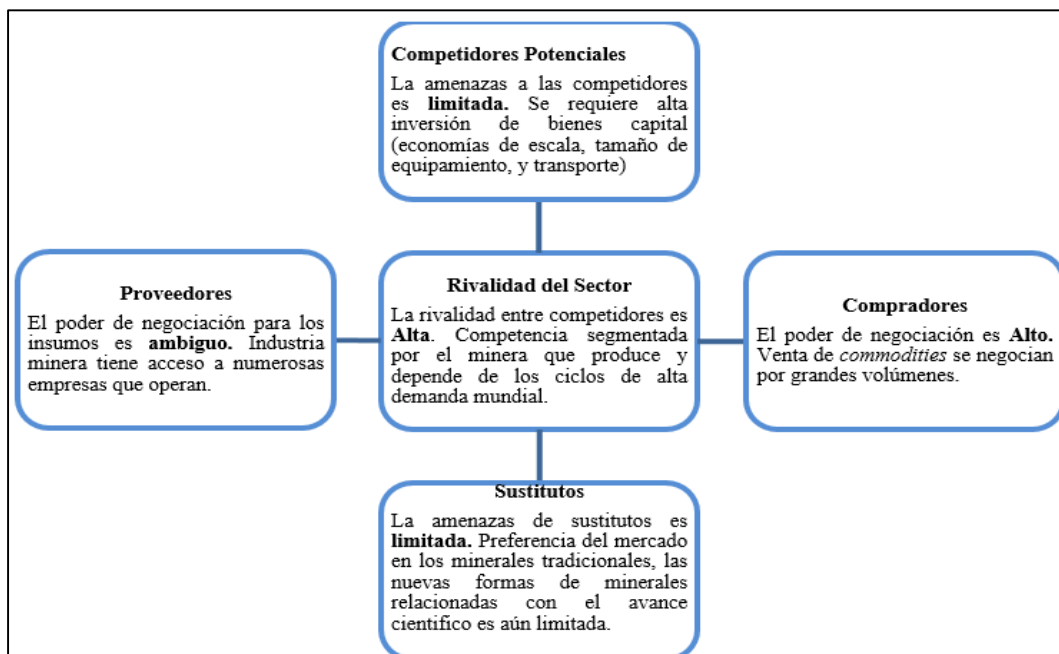 Competidores Potenciales
La amenazas a las competidores
es limitada. Se requiere alta
inversión de bienes capital
(economías de escala, tamaño de
equipamiento, y transporte)
Proveedores
El poder de negociación para los
insumos es ambiguo. Industria
minera tiene acceso a numerosas
empresas que operan.
Rivalidad del Sector
La rivalidad entre competidores es
Alta. Competencia segmentada
por el minera que produce y
depende de los ciclos de alta
demanda mundial.
Compradores
El poder de negociación es Alto.
Venta de commodities se negocian
por grandes volúmenes.
Sustitutos
La amenazas de sustitutos es
limitada. Preferencia del mercado
en los minerales tradicionales, las
nuevas formas de minerales
relacionadas con el avance
cientifico es aún limitada.